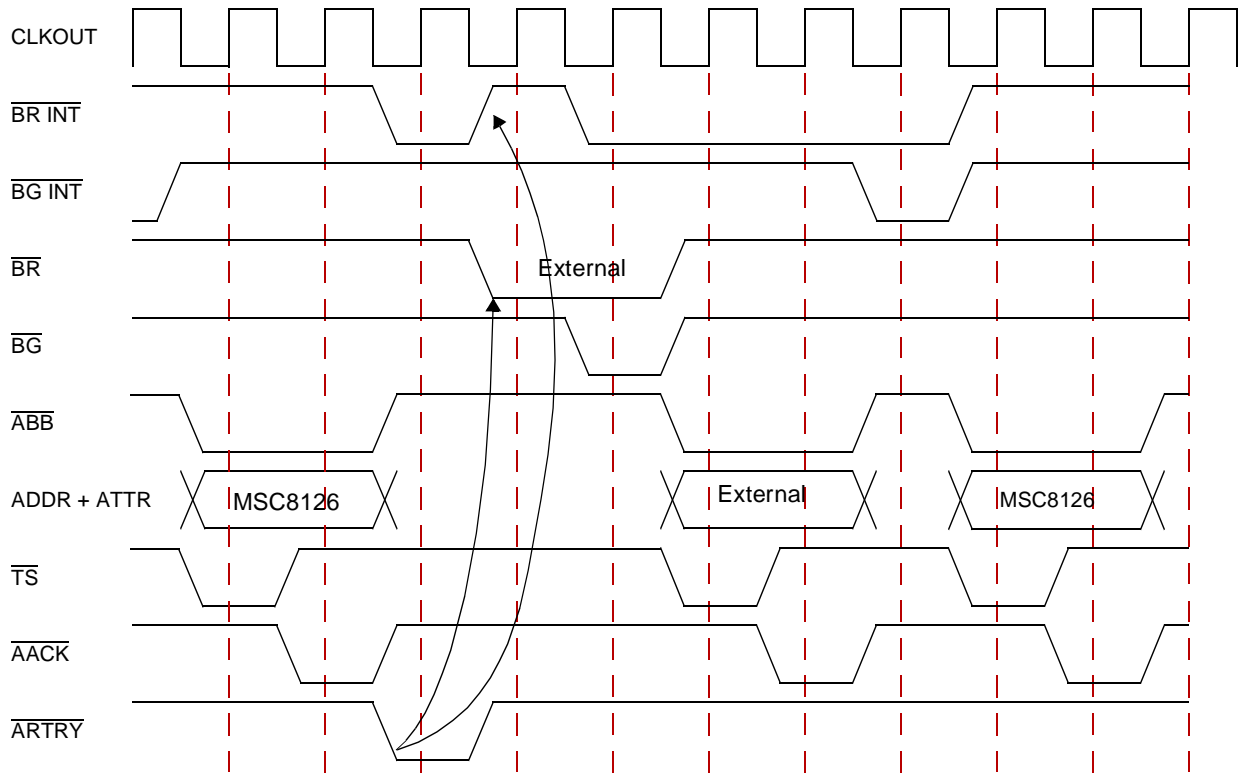 CLKOUT
BR INT
BG INT
BR
External
BG
ABB
ADDR + ATTR
MSC8126
External
MSC8126
TS
AACK
ARTRY